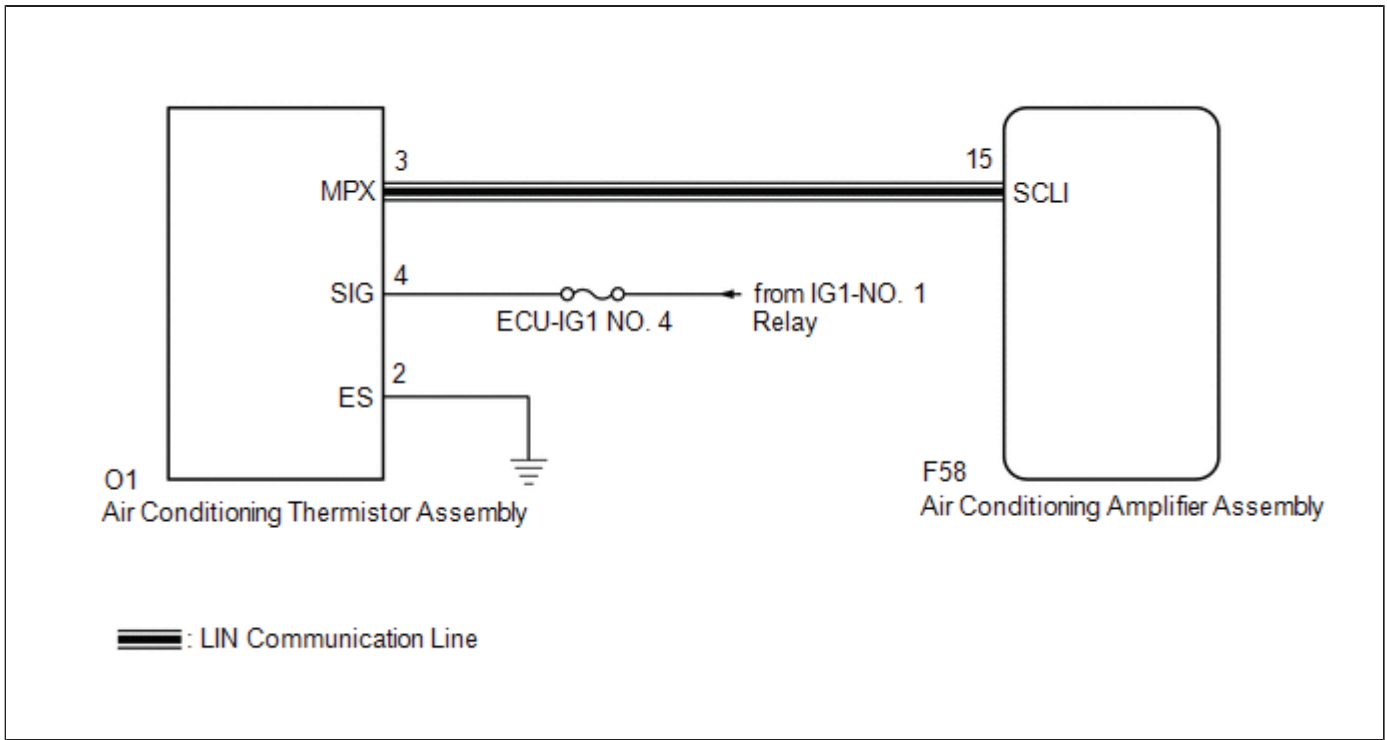 3
15
MPX
SCLI
4
SIG
from IG1-NO. 1
ECU-IG1 NO. 4
Relay
2
ES
O1
F58
Air Conditioning Thermistor Assembly
Air Conditioning Amplifier Assembly
: LIN Communication Line